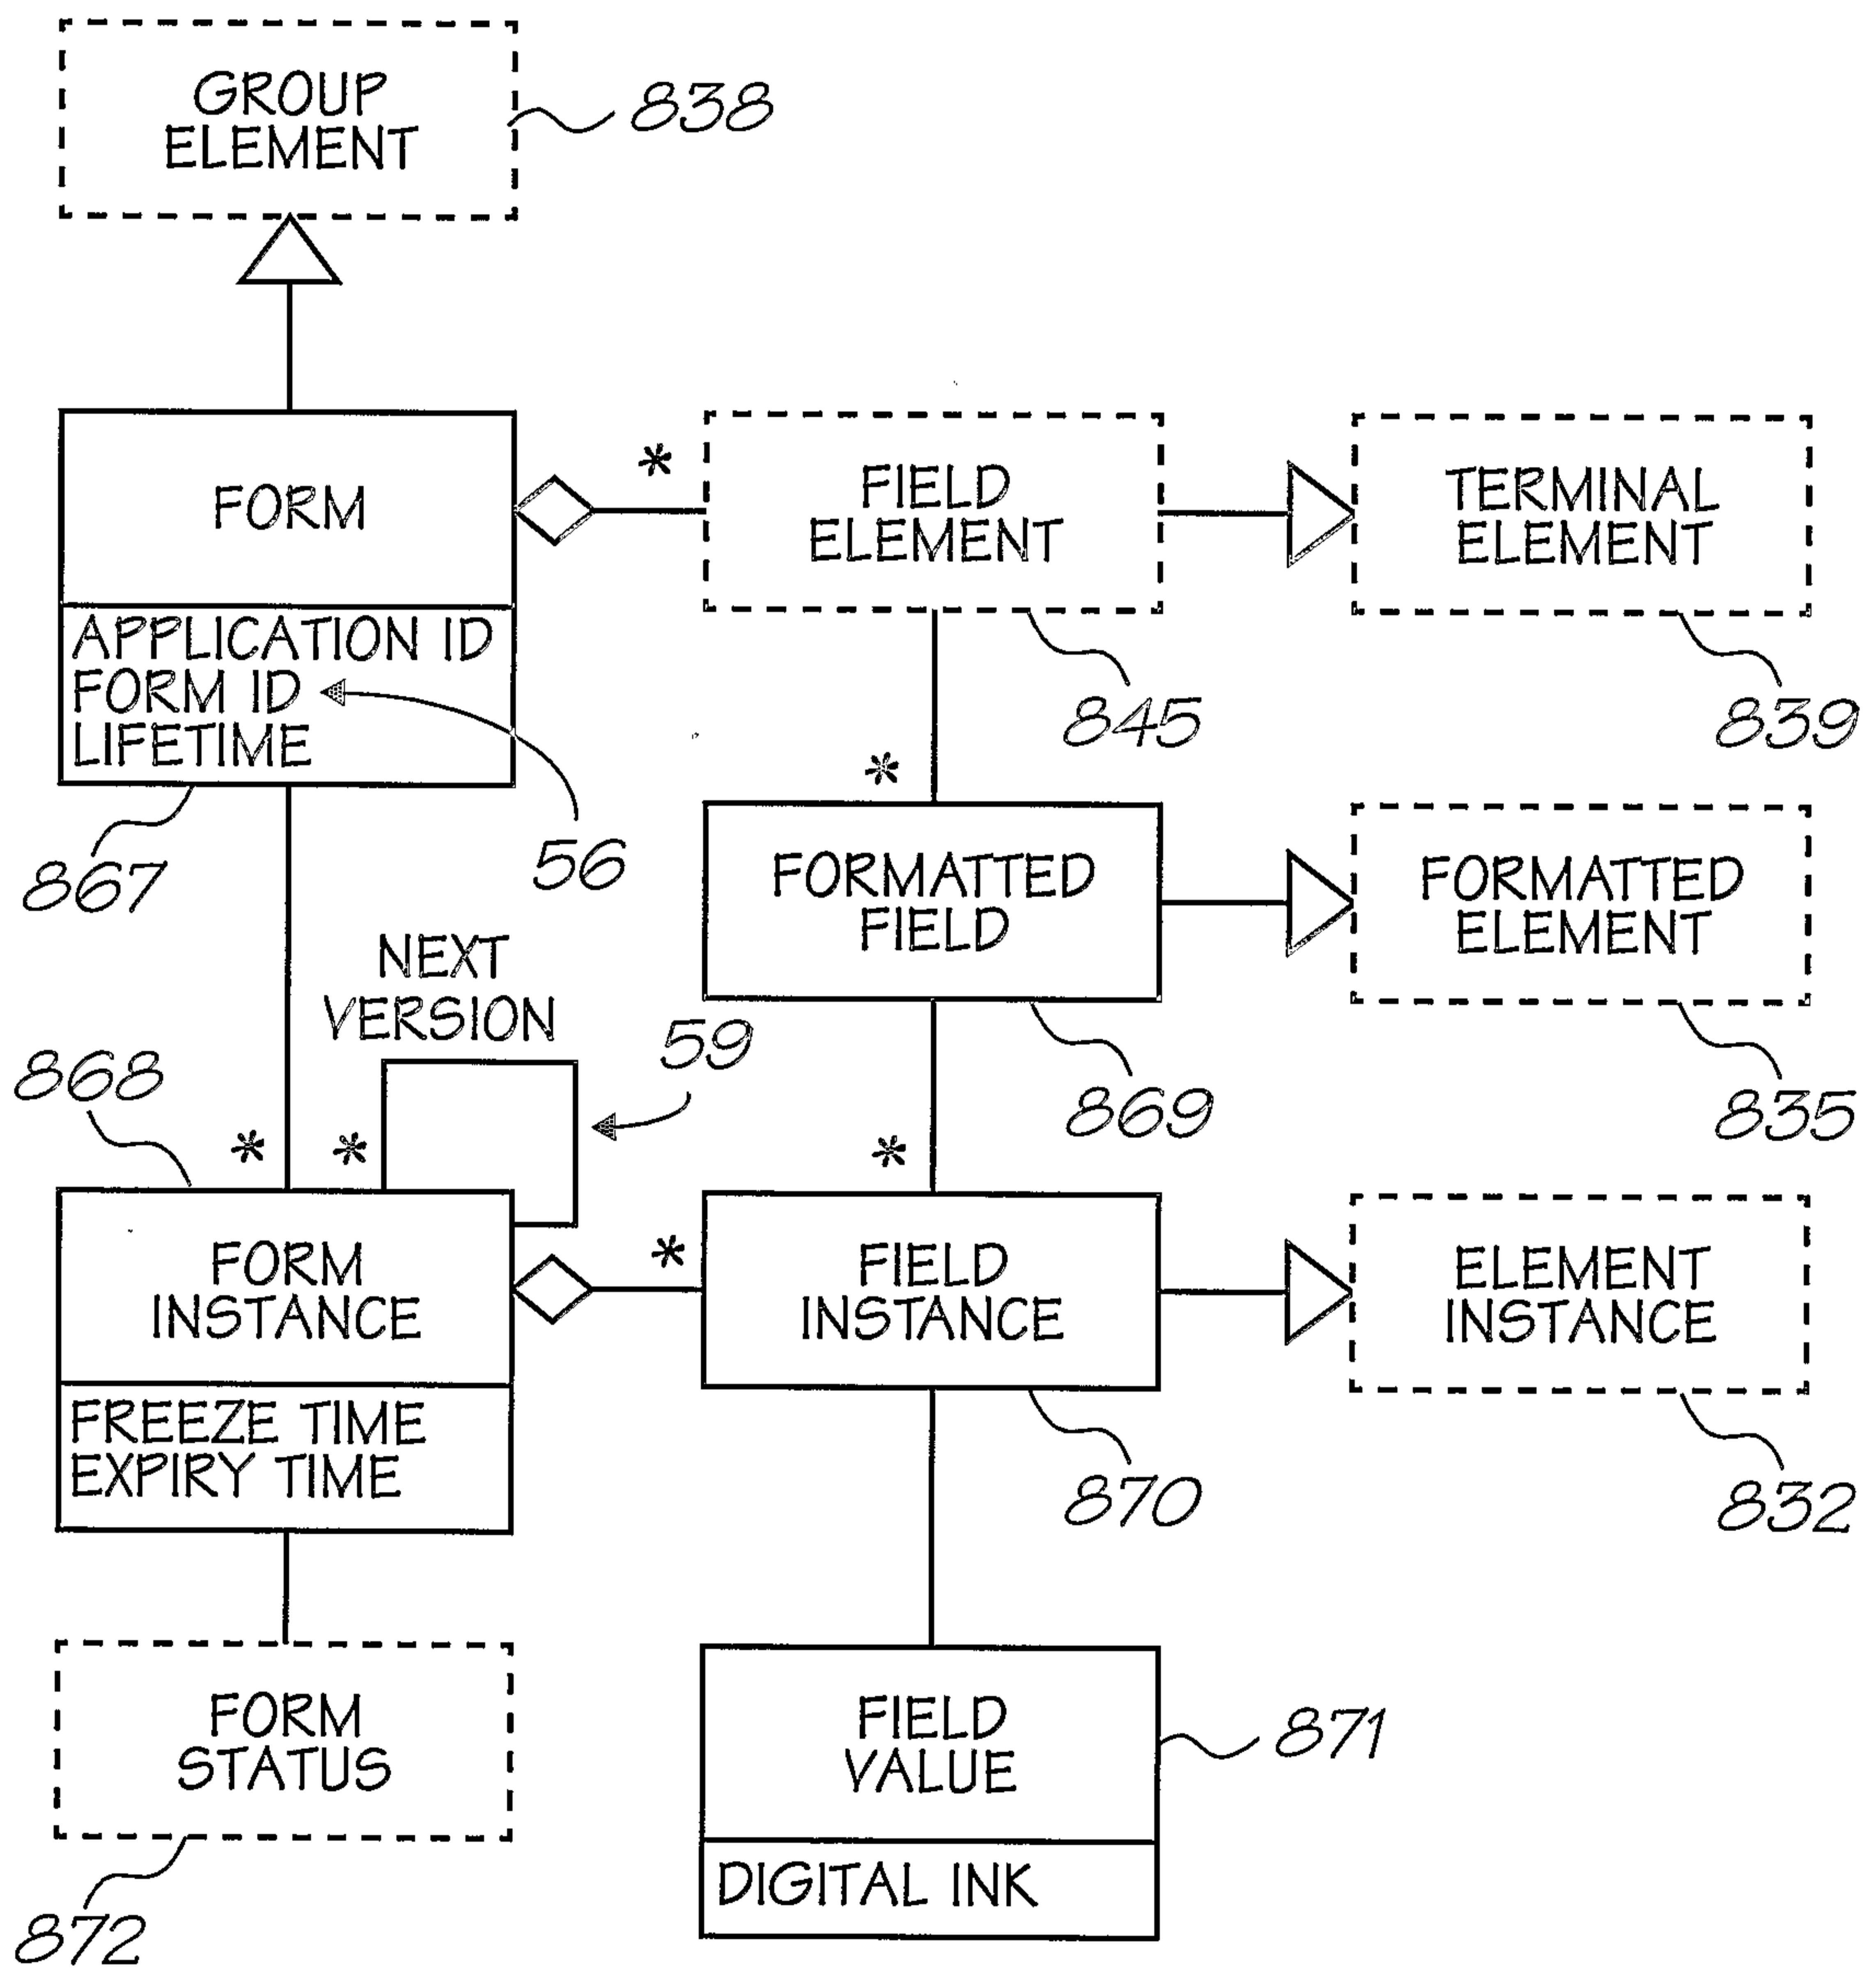 GROUP
ELEMENT
838
FORM
*
FIELD
ELEMENT
TERMINAL
ELEMENT
APPLICATION ID
FORM ID
LIFETIME
867
56
845
839
*
FORMATTED
FIELD
FORMATTED
ELEMENT
869
835
NEXT
VERSION
59
868
*
*
*
FORM
INSTANCE
*
FIELD
INSTANCE
ELEMENT
INSTANCE
FREEZE TIME
EXPIRY TIME
870
832
FORM
STATUS
872
FIELD
VALUE
871
DIGITAL INK